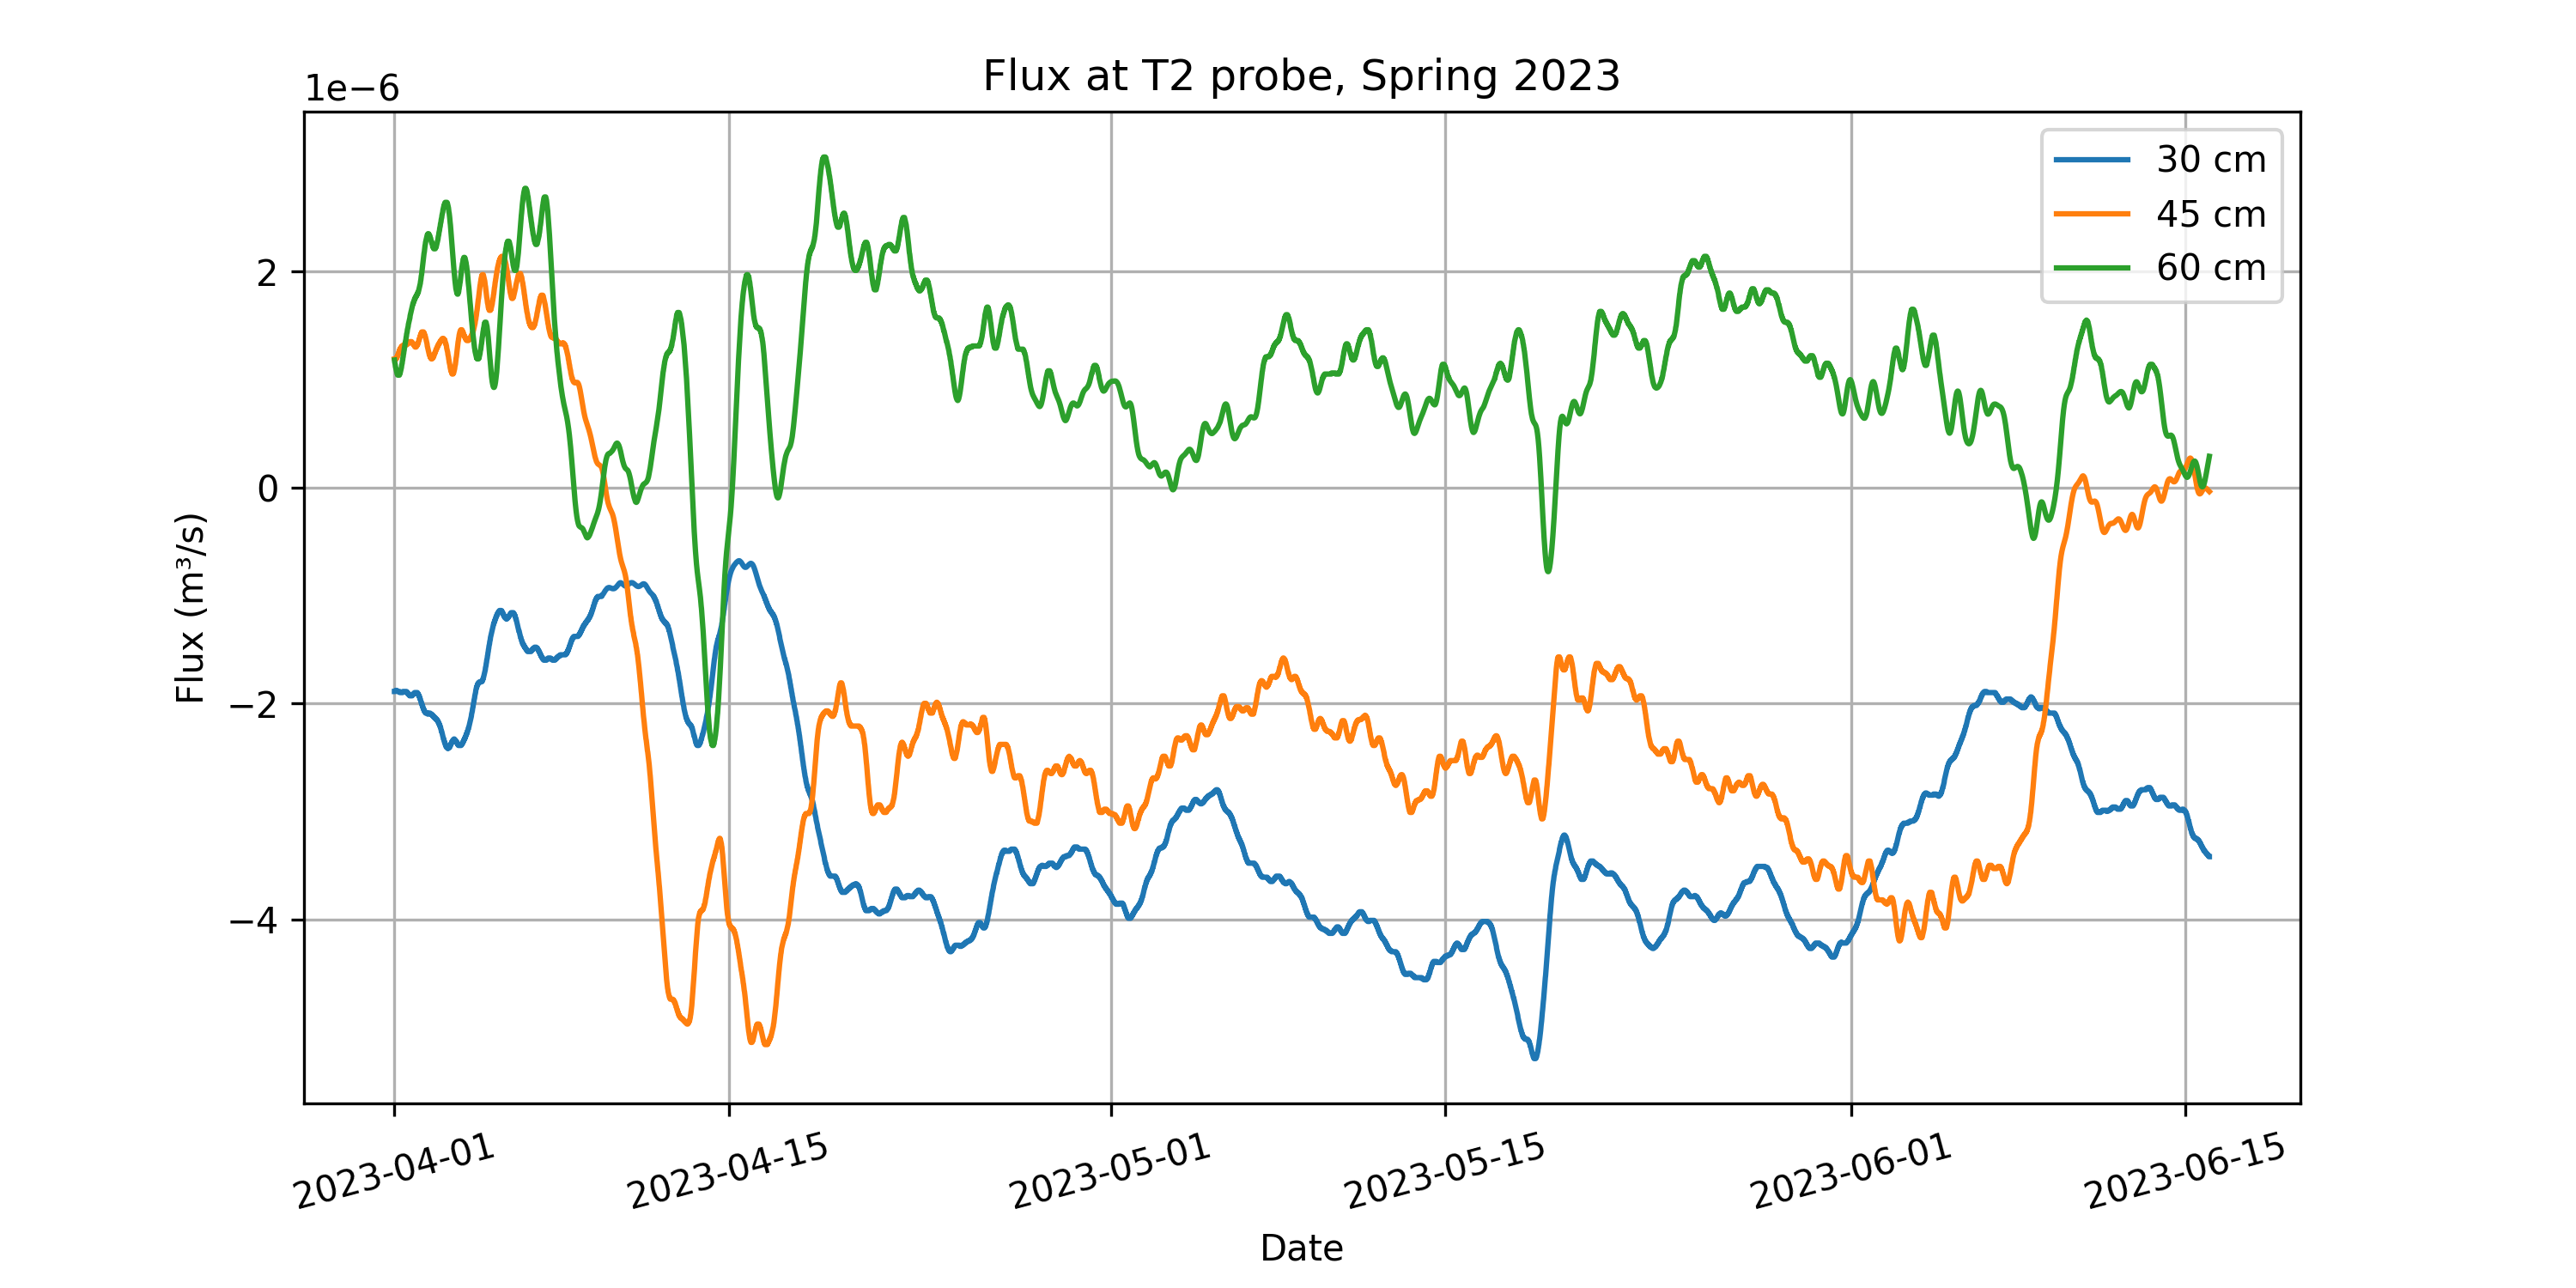 Flux at T2 probe, Spring 2023
1e−6
30 cm
45 cm
60 cm
2
0
−2
−4
Flux (m³/s)
2023-04-01
2023-04-15
2023-05-01
2023-05-15
2023-06-01
2023-06-15
Date